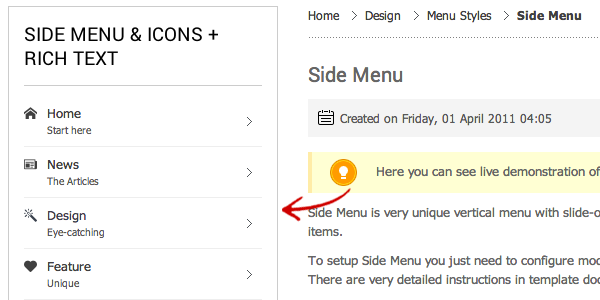 SIDE MENU & ICONS +
RICH TEXT
Home
Start here
News
The Articles
Design
Eye-catching
Feature
Unique
Home > Design > Menu Styles > Side Menu
Side Menu
Created on Friday, 01 April 2011 04:05
Here you can see live demonstration of
Side Menu is very unique vertical menu with slide-o
items.
To setup Side Menu you just need to configure mod
There are very detailed instructions in template doc